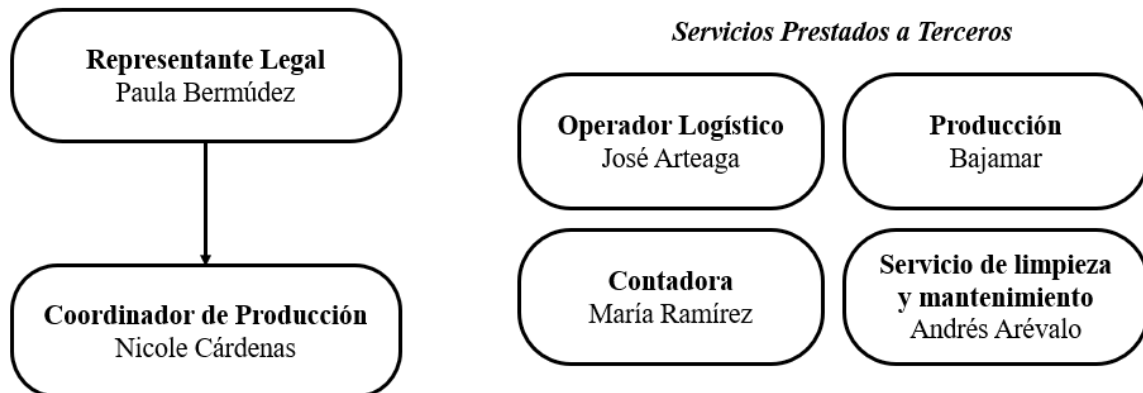 Representante Legal
Paula Bermúdez
Coordinador de Producción
Nicole Cárdenas
Servicios Prestados a Terceros
Operador Logístico
José Arteaga
Producción
Bajamar
Contadora
María Ramírez
Servicio de limpieza
y mantenimiento
Andrés Arévalo